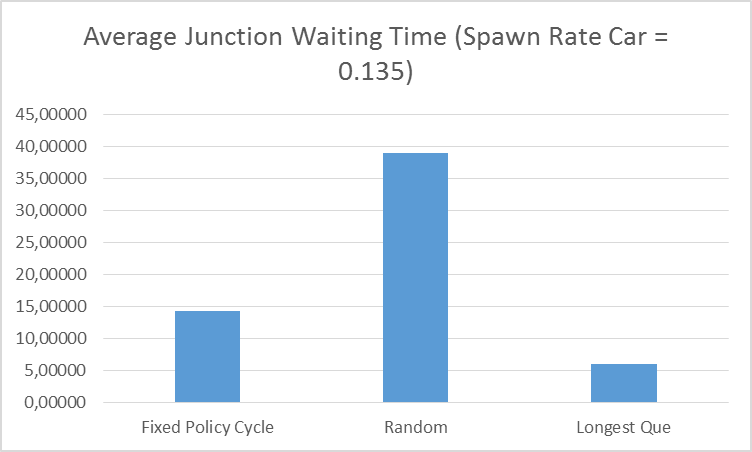 Average Junction Waiting Time (Spawn Rate Car =
0.135)
45,00000
40,00000
35,00000
30,00000
25,00000
20,00000
15,00000
10,00000
5,00000
0,00000
Fixed Policy Cycle
Random
Longest Que